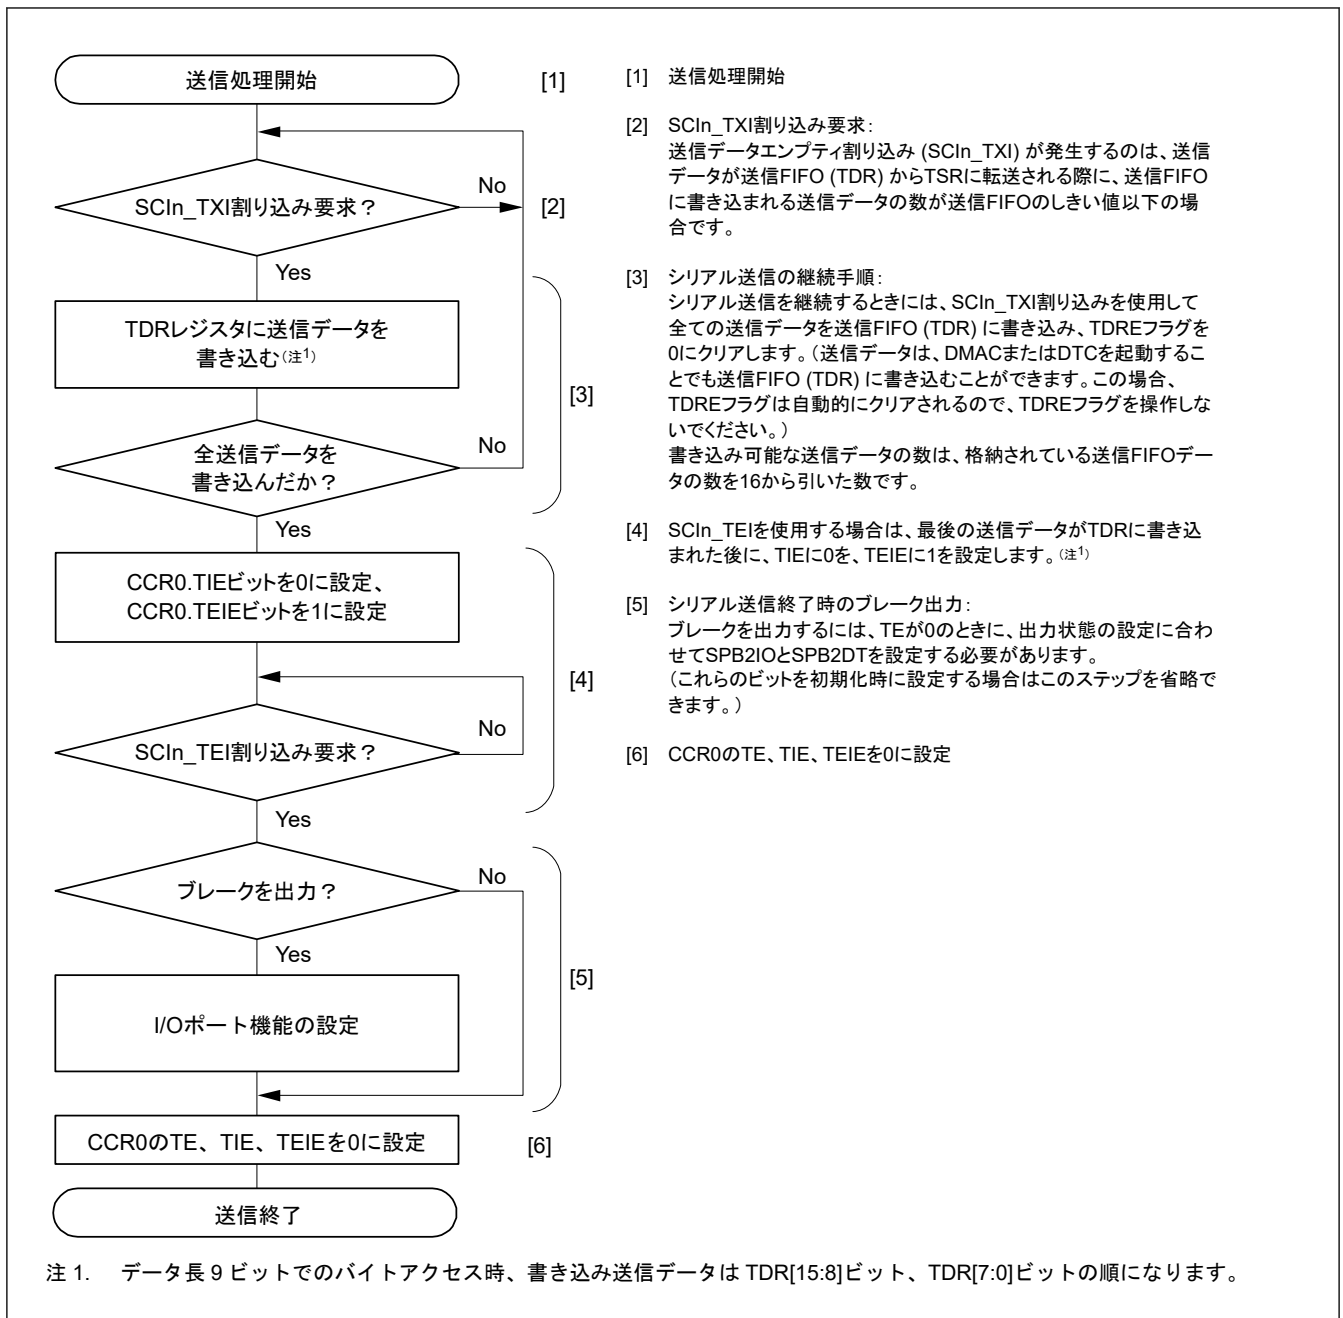 送信処理開始
[1]
SCIn_TXI割り込み要求？
No
[2]
Yes
TDRレジスタに送信データを
書き込む(注1)
[3]
全送信データを
書き込んだか？
No
Yes
CCR0.TIEビットを0に設定、
CCR0.TEIEビットを1に設定
[4]
SCIn_TEI割り込み要求？
No
Yes
ブレークを出力？
No
Yes
[5]
I/Oポート機能の設定
CCR0のTE、TIE、TEIEを0に設定
[6]
送信終了
[1] 送信処理開始
[2] SCIn_TXI割り込み要求：
送信データエンプティ割り込み (SCIn_TXI) が発生するのは、送信
データが送信FIFO (TDR) からTSRに転送される際に、送信FIFO
に書き込まれる送信データの数が送信FIFOのしきい値以下の場
合です。
[3] シリアル送信の継続手順：
シリアル送信を継続するときには、SCIn_TXI割り込みを使用して
全ての送信データを送信FIFO (TDR) に書き込み、TDREフラグを
0にクリアします。（送信データは、DMACまたはDTCを起動するこ
とでも送信FIFO (TDR) に書き込むことができます。この場合、
TDREフラグは自動的にクリアされるので、TDREフラグを操作しな
いでください。）
書き込み可能な送信データの数は、格納されている送信FIFOデー
タの数を16から引いた数です。
[4] SCIn_TEIを使用する場合は、最後の送信データがTDRに書き込
まれた後に、TIEに0を、TEIEに1を設定します。(注1)
[5] シリアル送信終了時のブレーク出力：
ブレークを出力するには、TEが0のときに、出力状態の設定に合わ
せてSPB2IOとSPB2DTを設定する必要があります。
（これらのビットを初期化時に設定する場合はこのステップを省略で
きます。）
[6] CCR0のTE、TIE、TEIEを0に設定
注 1. データ長 9 ビットでのバイトアクセス時、書き込み送信データは TDR[15:8]ビット、TDR[7:0]ビットの順になります。